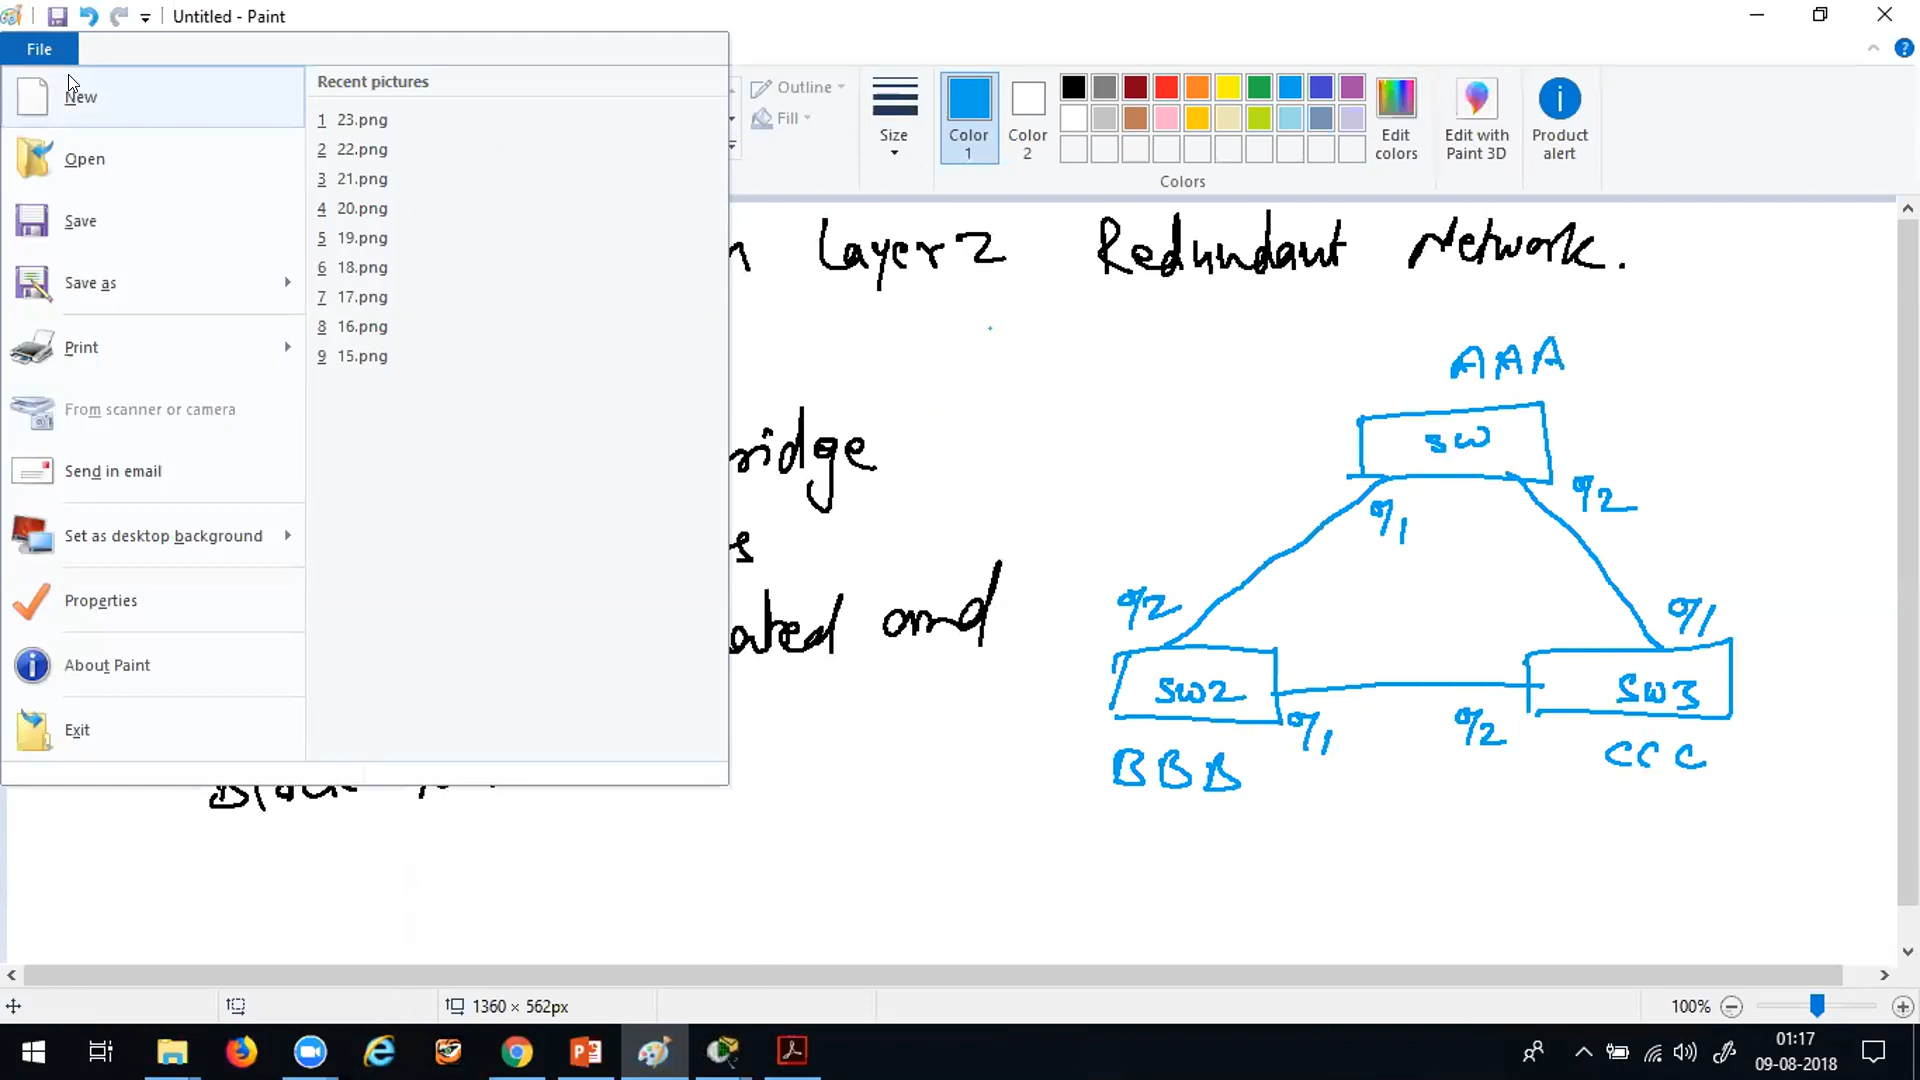 Untitled - Paint
File
New
Open
Save
Save as
Print
From scanner or camera
Send in email
Set as desktop background
Properties
About Paint
Exit
Recent pictures
1 23.png
2 22.png
3 21.png
4 20.png
5 19.png
6 18.png
7 17.png
8 16.png
9 15.png
Outline
Fill
Size
Color 1
Color 2
Edit colors
Edit with Paint 3D
Product alert
Colors
n Layer2 Redundant Network.
ridge
s
ated and
AAA
SW
0/1
0/2
0/2
0/1
SW2
SW3
0/1
0/2
BBB
CCC
1360 × 562px
100%
01:17
09-08-2018